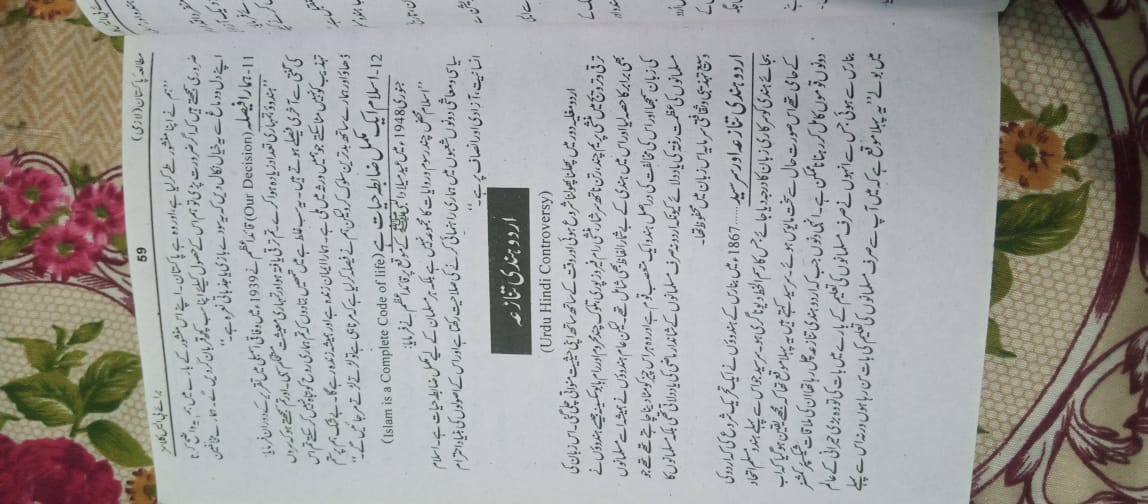 مطالعہ پاکستان (لازمی) 59 برائے بی ایس کلاسز
”ہم نے اپنا منشور طے کر لیا ہے، اور وہ ہے پاکستان۔ اپنے اس منشور کے بارے میں ہم یہ واضح کرنا
ضروری سمجھتے ہیں کہ اگر ضرورت پڑی تو ہم اس کے حصول کیلئے اپنا سب کچھ قربان کر دیں گے۔ ہمارے مخالفین
اپنے دل و دماغ سے یہ خیال نکال دیں کہ یہ سودے بازی یا جذباتی نعرہ ہے۔“
11- ہمارا فیصلہ (Our Decision) قائد اعظم نے 1939ء میں وفاقی اسمبلی میں تقریر کے دوران فرمایا:
”ہندوؤ تمہاری تعداد زیادہ ہوا کرے۔ تم ترقی یافتہ ہو اور تمہاری معیشت مستحکم سہی۔ اور تم سمجھتے ہو کہ سروں
کی گنتی سے آخری فیصلے ہوتے ہیں۔ یہ سب غلط ہے میں تمھیں بتا دوں کہ تم ہماری روح کو تباہ نہیں کر سکتے تم اس
تہذیب کو نہیں مٹا سکتے جو ہمیں ورثہ میں ملی ہے۔ ہمارا ایمان زندہ ہے اور ہمیشہ زندہ رہے گا۔ بے شک ہم پر ستم
ڈھاؤ اور ہمارے ساتھ بدترین سلوک کرو لیکن ہم نے فیصلہ کر لیا ہے کہ مرنا ہی ہے تو لڑتے لڑتے مر جائیں گے۔“
12- اسلام ایک مکمل ضابطہ حیات ہے (Islam is a Complete Code of life)
جنوری 1948ء میں عید میلاد النبی ﷺ کے موقع پر قائد اعظم نے فرمایا:
”اسلام محض چند رسوم و روایات کا مجموعہ نہیں ہے بلکہ ہر مسلمان کے لیے مکمل ضابطہ حیات ہے۔ اسلام
سیاسی و معاشی دونوں شعبوں میں ہماری راہنمائی کرنے کی صلاحیت رکھتا ہے اور اس کے اصولوں کی بنیاد احترام
انسانیت، آزادی اور انصاف پر ہے۔“
اردو ہندی تنازعہ
(Urdu Hindi Controversy)
اردو مغلیہ دور میں پھلنا پھولنا شروع ہوئی اور وقت کے ساتھ ساتھ اپنی حیثیت منواتی چلی گئی۔ اس زبان کی
ترقی و ترویج میں منشی پریم چند، رتن ناتھ سرشار، منشی رام فیروز پوری، تلوک چند محروم اور رام بابو سکسینہ جیسے ہندوؤں نے
بھی برابر کا حصہ لیا اور اس میں ہندی کے بے شمار الفاظ بھی شامل تھے۔ لیکن عام ہندوؤں نے ہمیشہ اسے مسلمانوں
کی زبان سمجھا اور اس کی مخالفت کی دراصل ہندو ایک متعصب قوم ہے اور وہ ہر اس چیز کو مٹا دینا چاہتے تھے جو
مسلمانوں کی عظمت رفتہ کی یاد دلائے کیونکہ اردو نہ صرف مسلمانوں کے شاندار ماضی کی یاد دلاتی تھی بلکہ مسلمانوں کا
وسیع تہذیبی و ثقافتی سرمایہ اس زبان میں محفوظ تھا۔
اردو ہندی تنازعہ اور سرسید ...... 1867ء میں بنارس کے ہندوؤں نے ایک تحریک شروع کی کہ اردو کی
بجائے ہندی کو سرکاری زبان کا درجہ دیا جائے جس کا رسم الخط دیوناگری ہو۔ سرسید جو اس سے پہلے ہندو مسلم اتحاد
کے حامی تھے اس صورت حال سے سخت مایوس ہوئے۔ سرسید کہتے ہیں یہ پہلا موقع تھا کہ مجھے یقین ہو گیا کہ اب
دونوں قوموں کا مل کر رہنا نا ممکن ہے۔ انہی دنوں جب کہ اردو ہندی تنازعہ چل رہا تھا ان کی ملاقات شیکسپئر کمشنر
بنارس سے ہوئی جس سے انہوں نے صرف مسلمانوں کی تعلیم کے بارے میں بات کی تو وہ بڑی حیرانی کے عالم
میں بولے ”یہ پہلا موقع ہے کہ میں آپ سے صرف مسلمانوں کی تعلیم کی بات سن رہا ہوں ورنہ اس سے پہلے